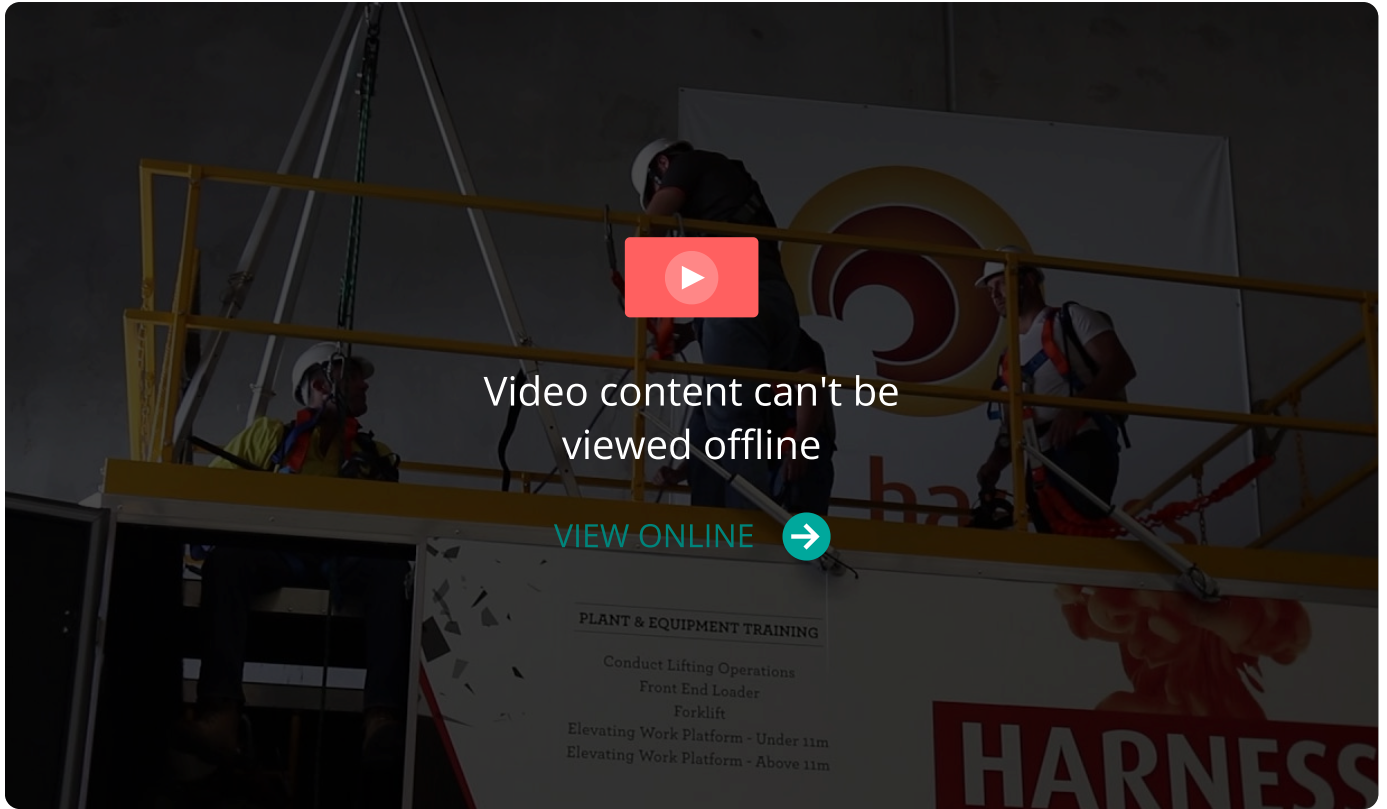 Video content can't be
viewed offline
VIEW ONLINE
ha
PLANT & EQUIPMENT TRAINING
Conduct Lifting Operations
Front End Loader
Forklift
Elevating Work Platform - Under 11m
Elevating Work Platform - Above 11m
HARNESS